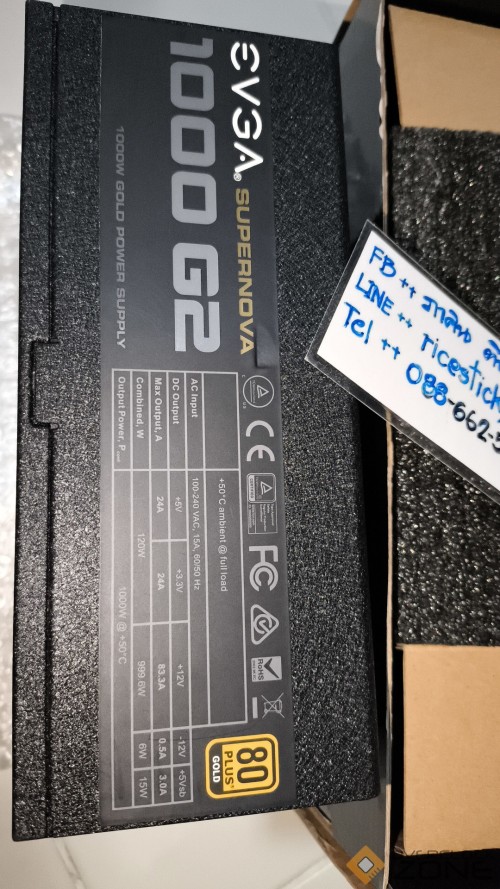 EVGA® SUPERNOVA
1000 G2
1000W GOLD POWER SUPPLY
CE
FC
RoHS
80
PLUS®
GOLD
+50°C ambient @ full load
AC Input 100-240 VAC, 15A, 60/50 Hz
DC Output +5V +3.3V +12V -12V +5Vsb
Max Output, A 24A 24A 83.3A 0.5A 3.0A
Combined, W 120W 999.6W 6W 15W
Output Power, P 1000W @ +50°C
FB ++
LINE ++ ricestick
Tel ++ 088-662-
ZONE